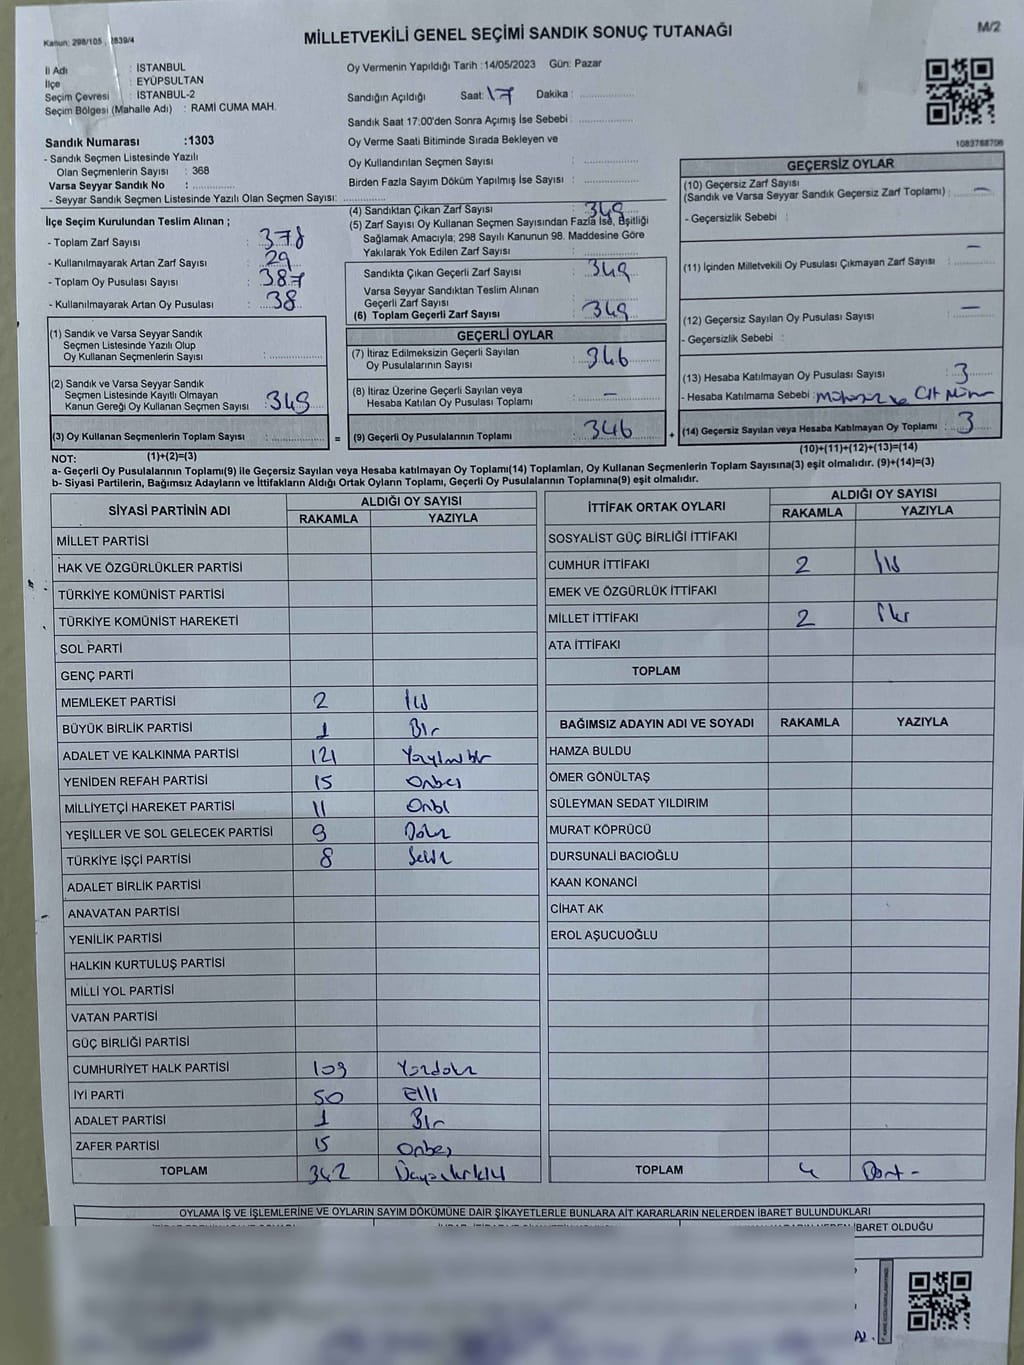 Kanun: 298/105 , 2839/4
MİLLETVEKİLİ GENEL SEÇİMİ SANDIK SONUÇ TUTANAĞI
M/2
İl Adı : İSTANBUL
İlçe : EYÜPSULTAN
Seçim Çevresi : İSTANBUL-2
Seçim Bölgesi (Mahalle Adı) : RAMİ CUMA MAH.
Sandık Numarası :1303
- Sandık Seçmen Listesinde Yazılı
Olan Seçmenlerin Sayısı : 368
Varsa Seyyar Sandık No : ............
- Seyyar Sandık Seçmen Listesinde Yazılı Olan Seçmen Sayısı: ............
Oy Vermenin Yapıldığı Tarih :14/05/2023 Gün: Pazar
Sandığın Açıldığı Saat: 17 Dakika : ............
Sandık Saat 17:00'den Sonra Açımış İse Sebebi : ............
Oy Verme Saati Bitiminde Sırada Bekleyen ve
Oy Kullandırılan Seçmen Sayısı : ............
Birden Fazla Sayım Döküm Yapılmış İse Sayısı : ............
1083788706
İlçe Seçim Kurulundan Teslim Alınan ;
- Toplam Zarf Sayısı : 378
- Kullanılmayarak Artan Zarf Sayısı : 29
- Toplam Oy Pusulası Sayısı : 387
- Kullanılmayarak Artan Oy Pusulası : 38
(1) Sandık ve Varsa Seyyar Sandık
Seçmen Listesinde Yazılı Olup
Oy Kullanan Seçmenlerin Sayısı : ............
(2) Sandık ve Varsa Seyyar Sandık
Seçmen Listesinde Kayıtlı Olmayan
Kanun Gereği Oy Kullanan Seçmen Sayısı : 349
(3) Oy Kullanan Seçmenlerin Toplam Sayısı : ............
(1)+(2)=(3)
(4) Sandıktan Çıkan Zarf Sayısı : 349
(5) Zarf Sayısı Oy Kullanan Seçmen Sayısından Fazla İse, Eşitliği
Sağlamak Amacıyla; 298 Sayılı Kanunun 98. Maddesine Göre
Yakılarak Yok Edilen Zarf Sayısı : ............
Sandıkta Çıkan Geçerli Zarf Sayısı : 349
Varsa Seyyar Sandıktan Teslim Alınan
Geçerli Zarf Sayısı : ............
(6) Toplam Geçerli Zarf Sayısı : 349
GEÇERLİ OYLAR
(7) İtiraz Edilmeksizin Geçerli Sayılan
Oy Pusulalarının Sayısı : 346
(8) İtiraz Üzerine Geçerli Sayılan veya
Hesaba Katılan Oy Pusulası Toplamı : -
= (9) Geçerli Oy Pusulalarının Toplamı : 346 +
GEÇERSİZ OYLAR
(10) Geçersiz Zarf Sayısı
(Sandık ve Varsa Seyyar Sandık Geçersiz Zarf Toplamı) : -
- Geçersizlik Sebebi :
-
(11) İçinden Milletvekili Oy Pusulası Çıkmayan Zarf Sayısı : ............
(12) Geçersiz Sayılan Oy Pusulası Sayısı : -
- Geçersizlik Sebebi :
(13) Hesaba Katılmayan Oy Pusulası Sayısı : 3
- Hesaba Katılmama Sebebi :
(14) Geçersiz Sayılan veya Hesaba Katılmayan Oy Toplamı : 3
(10)+(11)+(12)+(13)=(14)
NOT:
a- Geçerli Oy Pusulalarının Toplamı(9) ile Geçersiz Sayılan veya Hesaba katılmayan Oy Toplamı(14) Toplamları, Oy Kullanan Seçmenlerin Toplam Sayısına(3) eşit olmalıdır. (9)+(14)=(3)
b- Siyasi Partilerin, Bağımsız Adayların ve İttifakların Aldığı Ortak Oyların Toplamı, Geçerli Oy Pusulalarının Toplamına(9) eşit olmalıdır.
SİYASİ PARTİNİN ADI ALDIĞI OY SAYISI
RAKAMLA YAZIYLA
MİLLET PARTİSİ
HAK VE ÖZGÜRLÜKLER PARTİSİ
TÜRKİYE KOMÜNİST PARTİSİ
TÜRKİYE KOMÜNİST HAREKETİ
SOL PARTİ
GENÇ PARTİ
MEMLEKET PARTİSİ 2 İki
BÜYÜK BİRLİK PARTİSİ 1 Bir
ADALET VE KALKINMA PARTİSİ 121 Yüzyirmibir
YENİDEN REFAH PARTİSİ 15 Onbeş
MİLLİYETÇİ HAREKET PARTİSİ 11 Onbir
YEŞİLLER VE SOL GELECEK PARTİSİ 9 Dokuz
TÜRKİYE İŞÇİ PARTİSİ 8 Sekiz
ADALET BİRLİK PARTİSİ
ANAVATAN PARTİSİ
YENİLİK PARTİSİ
HALKIN KURTULUŞ PARTİSİ
MİLLİ YOL PARTİSİ
VATAN PARTİSİ
GÜÇ BİRLİĞİ PARTİSİ
CUMHURİYET HALK PARTİSİ 109 Yüzdokuz
İYİ PARTİ 50 Elli
ADALET PARTİSİ 1 Bir
ZAFER PARTİSİ 15 Onbeş
TOPLAM 342 Üçyüzkırkiki
İTTİFAK ORTAK OYLARI ALDIĞI OY SAYISI
RAKAMLA YAZIYLA
SOSYALİST GÜÇ BİRLİĞİ İTTİFAKI
CUMHUR İTTİFAKI 2 İki
EMEK VE ÖZGÜRLÜK İTTİFAKI
MİLLET İTTİFAKI 2 İki
ATA İTTİFAKI
TOPLAM
BAĞIMSIZ ADAYIN ADI VE SOYADI RAKAMLA YAZIYLA
HAMZA BULDU
ÖMER GÖNÜLTAŞ
SÜLEYMAN SEDAT YILDIRIM
MURAT KÖPRÜCÜ
DURSUNALİ BACIOĞLU
KAAN KONANCİ
CİHAT AK
EROL AŞUCUOĞLU
TOPLAM 4 Dört -
OYLAMA İŞ VE İŞLEMLERİNE VE OYLARIN SAYIM DÖKÜMÜNE DAİR ŞİKAYETLERLE BUNLARA AİT KARARLARIN NELERDEN İBARET BULUNDUKLARI
İBARET OLDUĞU